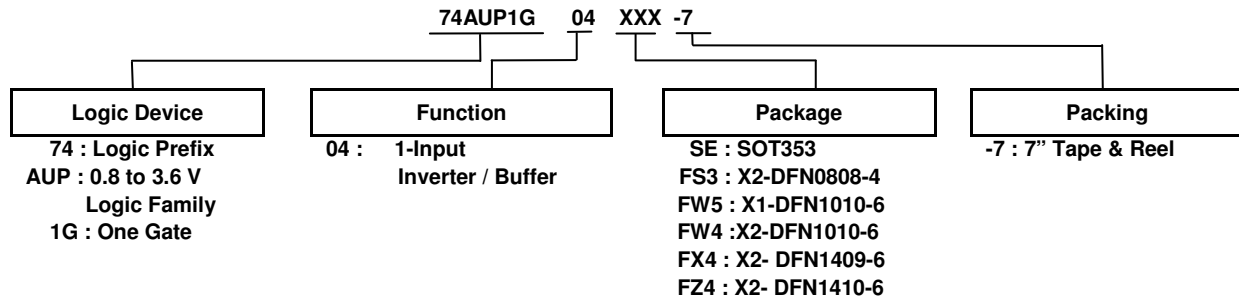 74AUP1G 04 XXX -7
Logic Device
74 : Logic Prefix
AUP : 0.8 to 3.6 V
Logic Family
1G : One Gate
Function
04 : 1-Input
Inverter / Buffer
Package
SE : SOT353
FS3 : X2-DFN0808-4
FW5 : X1-DFN1010-6
FW4 :X2-DFN1010-6
FX4 : X2- DFN1409-6
FZ4 : X2- DFN1410-6
Packing
-7 : 7” Tape & Reel